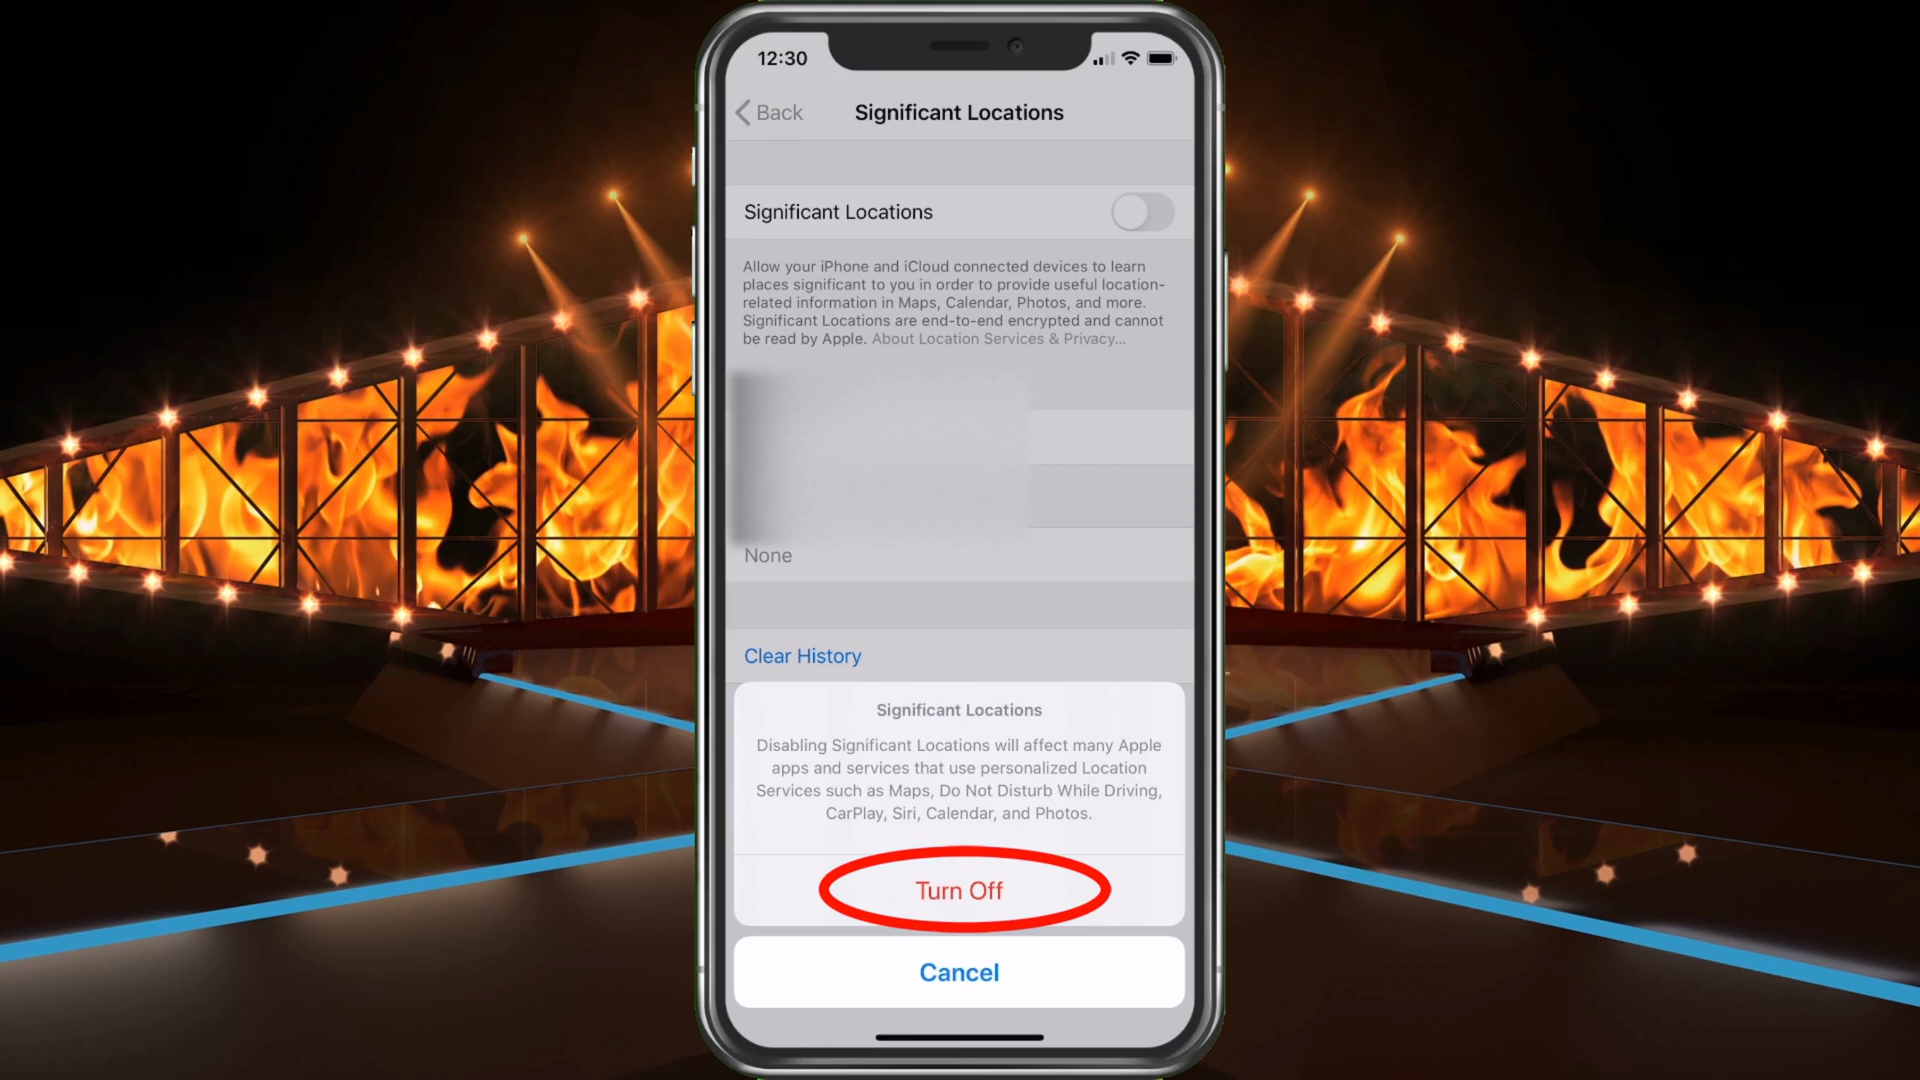 12:30
Back
Significant Locations
Significant Locations
Allow your iPhone and iCloud connected devices to learn
places significant to you in order to provide useful location-
related information in Maps, Calendar, Photos, and more.
Significant Locations are end-to-end encrypted and cannot
be read by Apple. About Location Services & Privacy...
None
Clear History
Significant Locations
Disabling Significant Locations will affect many Apple
apps and services that use personalized Location
Services such as Maps, Do Not Disturb While Driving,
CarPlay, Siri, Calendar, and Photos.
Turn Off
Cancel